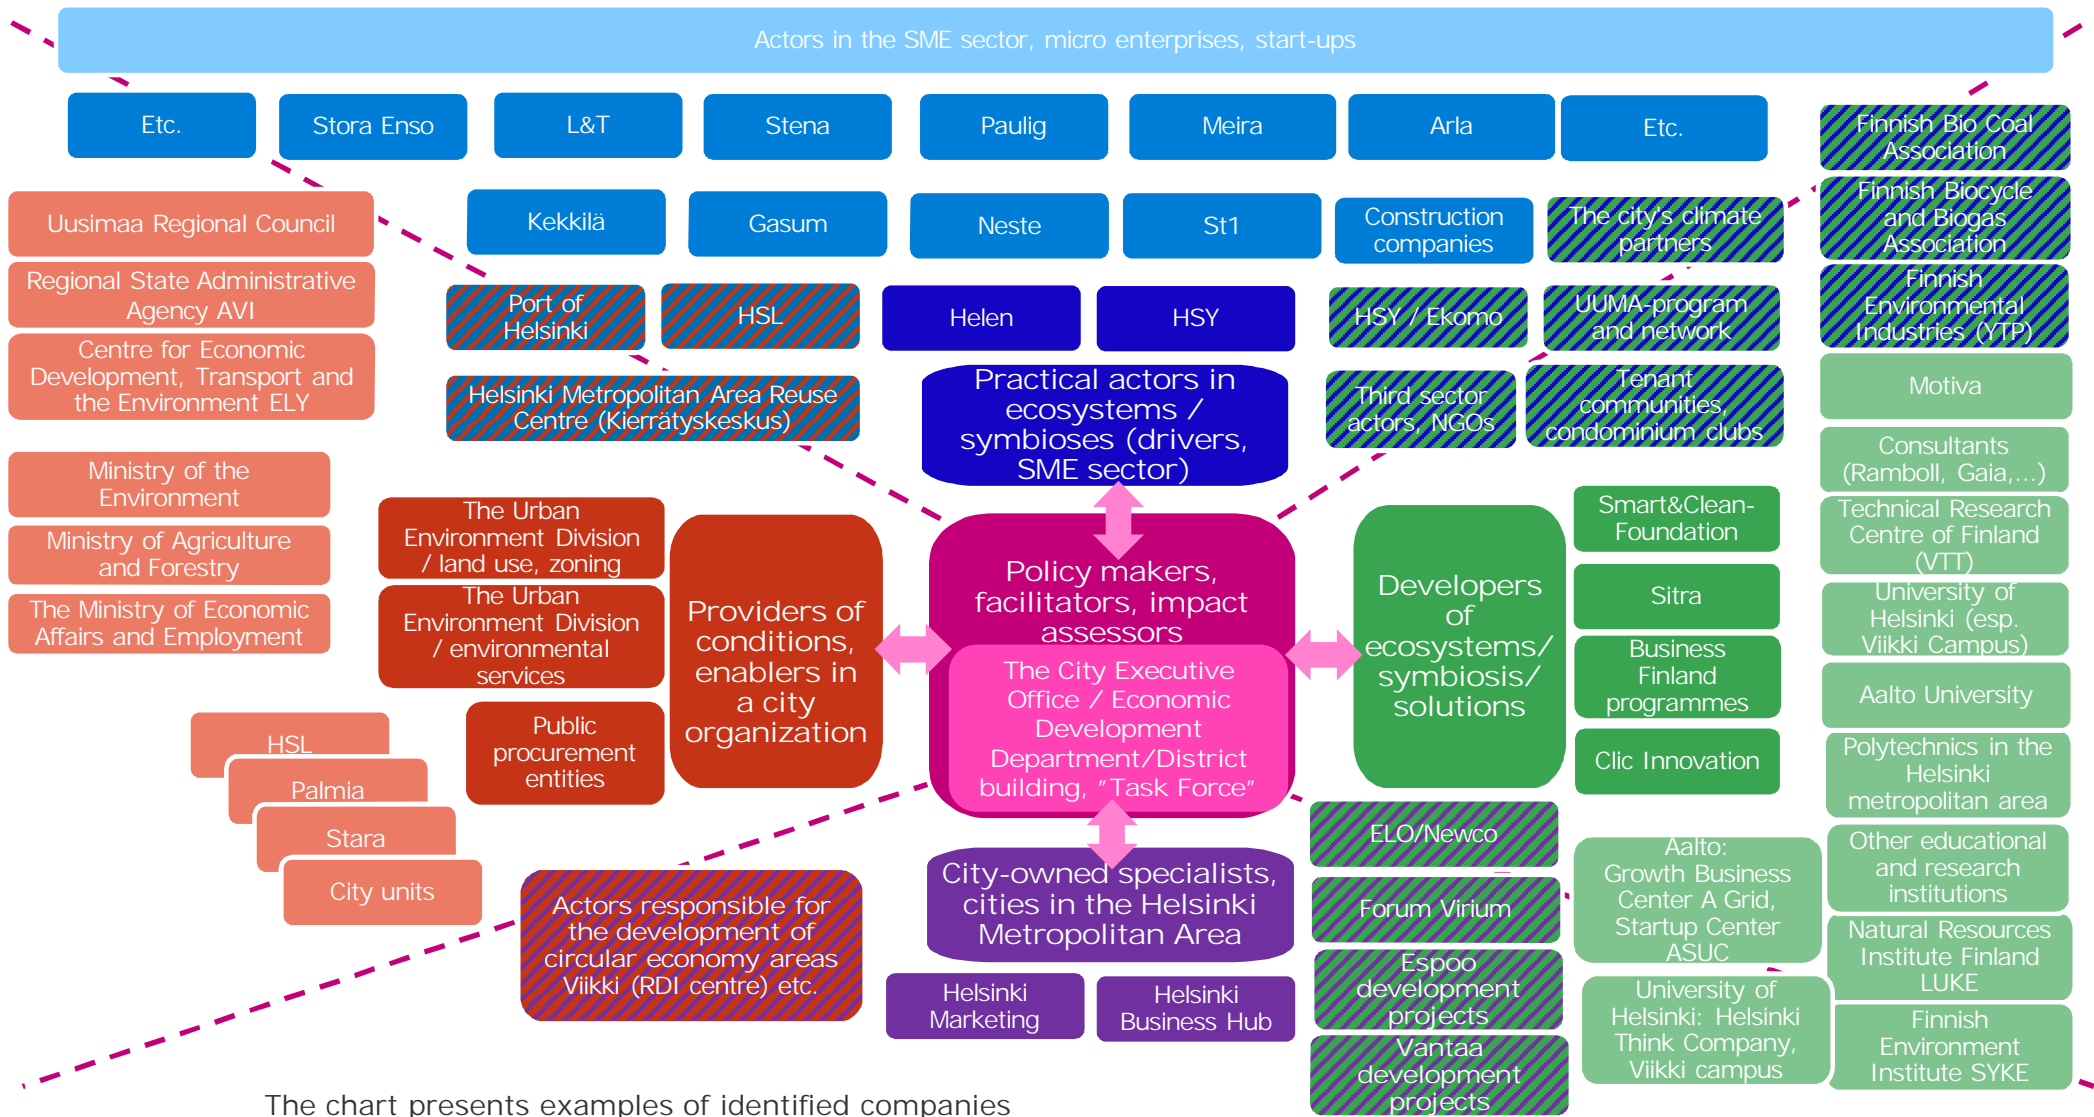 Actors in the SME sector, micro enterprises, start-ups
Etc.
Stora Enso
L&T
Stena
Paulig
Meira
Arla
Etc.
Finnish Bio Coal
Association
Uusimaa Regional Council
Kekkilä
Gasum
Neste
St1
Construction
companies
The city's climate
partners
Finnish Biocycle
and Biogas
Association
Regional State Administrative
Agency AVI
Port of
Helsinki
HSL
Helen
HSY
HSY / Ekomo
UUMA-program
and network
Finnish
Environmental
Industries (YTP)
Centre for Economic
Development, Transport and
the Environment ELY
Helsinki Metropolitan Area Reuse
Centre (Kierrätyskeskus)
Practical actors in
ecosystems /
symbioses (drivers,
SME sector)
Third sector
actors, NGOs
Tenant
communities,
condominium clubs
Motiva
Consultants
(Ramboll, Gaia,...)
Ministry of the
Environment
Ministry of Agriculture
and Forestry
The Ministry of Economic
Affairs and Employment
The Urban
Environment Division
/ land use, zoning
The Urban
Environment Division
/ environmental
services
Public
procurement
entities
Providers of
conditions,
enablers in
a city
organization
Policy makers,
facilitators, impact
assessors
The City Executive
Office / Economic
Development
Department/District
building, ”Task Force”
Developers
of
ecosystems/
symbiosis/
solutions
Smart&Clean-
Foundation
Sitra
Business
Finland
programmes
Clic Innovation
Technical Research
Centre of Finland
(VTT)
University of
Helsinki (esp.
Viikki Campus)
Aalto University
Polytechnics in the
Helsinki
metropolitan area
Other educational
and research
institutions
Natural Resources
Institute Finland
LUKE
Finnish
Environment
Institute SYKE
HSL
Palmia
Stara
City units
Actors responsible for
the development of
circular economy areas
Viikki (RDI centre) etc.
City-owned specialists,
cities in the Helsinki
Metropolitan Area
Helsinki
Marketing
Helsinki
Business Hub
ELO/Newco
Forum Virium
Espoo
development
projects
Vantaa
development
projects
Aalto:
Growth Business
Center A Grid,
Startup Center
ASUC
University of
Helsinki: Helsinki
Think Company,
Viikki campus
The chart presents examples of identified companies